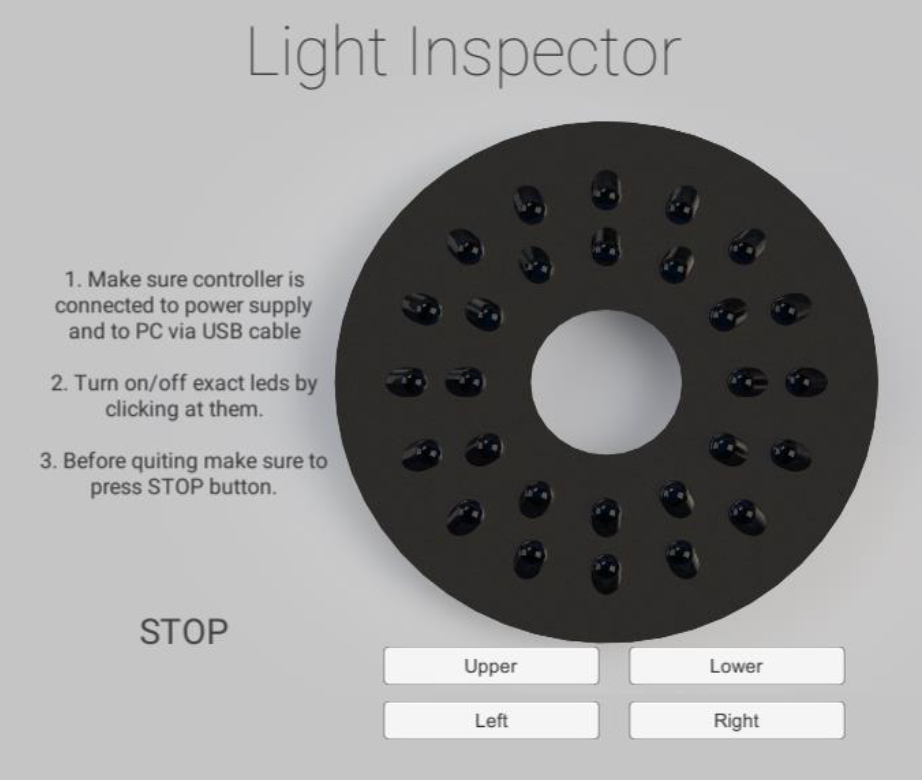 Light Inspector
1. Make sure controller is
connected to power supply
and to PC via USB cable
2. Turn on/off exact leds by
clicking at them.
3. Before quiting make sure to
press STOP button.
STOP
Upper
Lower
Left
Right